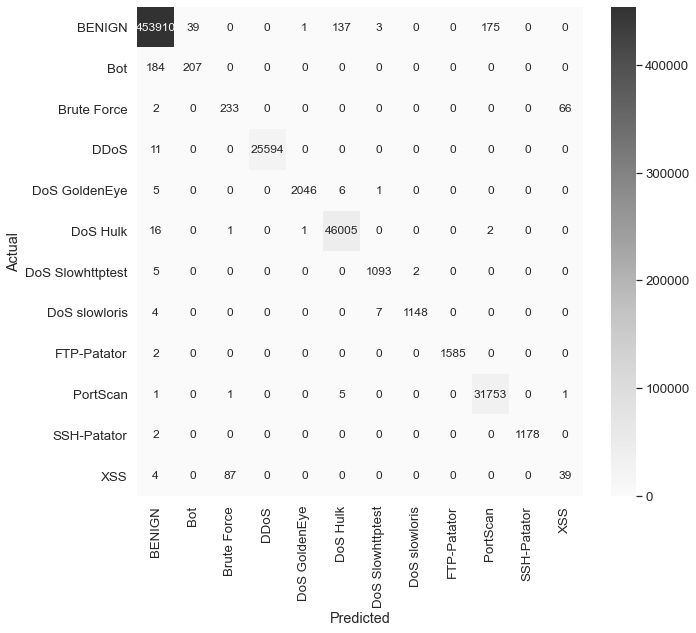 BENIGN 453910 39 0 0 1 137 3 0 0 175 0 0
Bot 184 207 0 0 0 0 0 0 0 0 0 0
Brute Force 2 0 233 0 0 0 0 0 0 0 0 66
DDoS 11 0 0 25594 0 0 0 0 0 0 0 0
DoS GoldenEye 5 0 0 0 2046 6 1 0 0 0 0 0
DoS Hulk 16 0 1 0 1 46005 0 0 0 2 0 0
DoS Slowhttptest 5 0 0 0 0 0 1093 2 0 0 0 0
DoS slowloris 4 0 0 0 0 0 7 1148 0 0 0 0
FTP-Patator 2 0 0 0 0 0 0 0 1585 0 0 0
PortScan 1 0 1 0 0 5 0 0 0 31753 0 1
SSH-Patator 2 0 0 0 0 0 0 0 0 0 1178 0
XSS 4 0 87 0 0 0 0 0 0 0 0 39
Actual
BENIGN
Bot
Brute Force
DDoS
DoS GoldenEye
DoS Hulk
DoS Slowhttptest
DoS slowloris
FTP-Patator
PortScan
SSH-Patator
XSS
Predicted
400000
300000
200000
100000
0